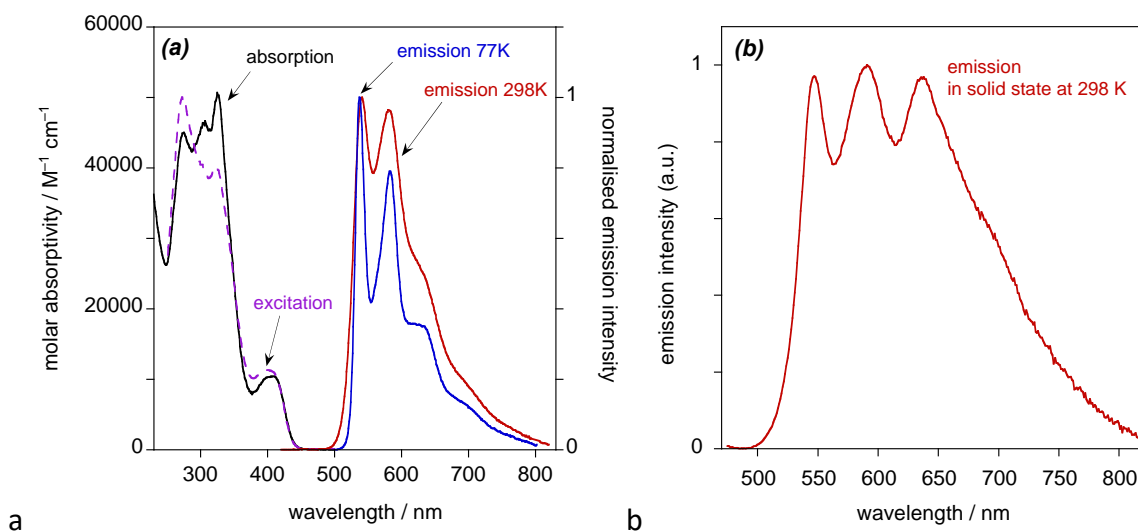 (a)
absorption
emission 77K
emission 298K
excitation
60000
50000
40000
20000
10000
0
molar absorptivity / M⁻¹ cm⁻¹
1
0
normalised emission intensity
300 400 500 600 700 800
wavelength / nm
a
(b)
emission
in solid state at 298 K
1
0
emission intensity (a.u.)
500 550 600 650 700 750 800
wavelength / nm
b